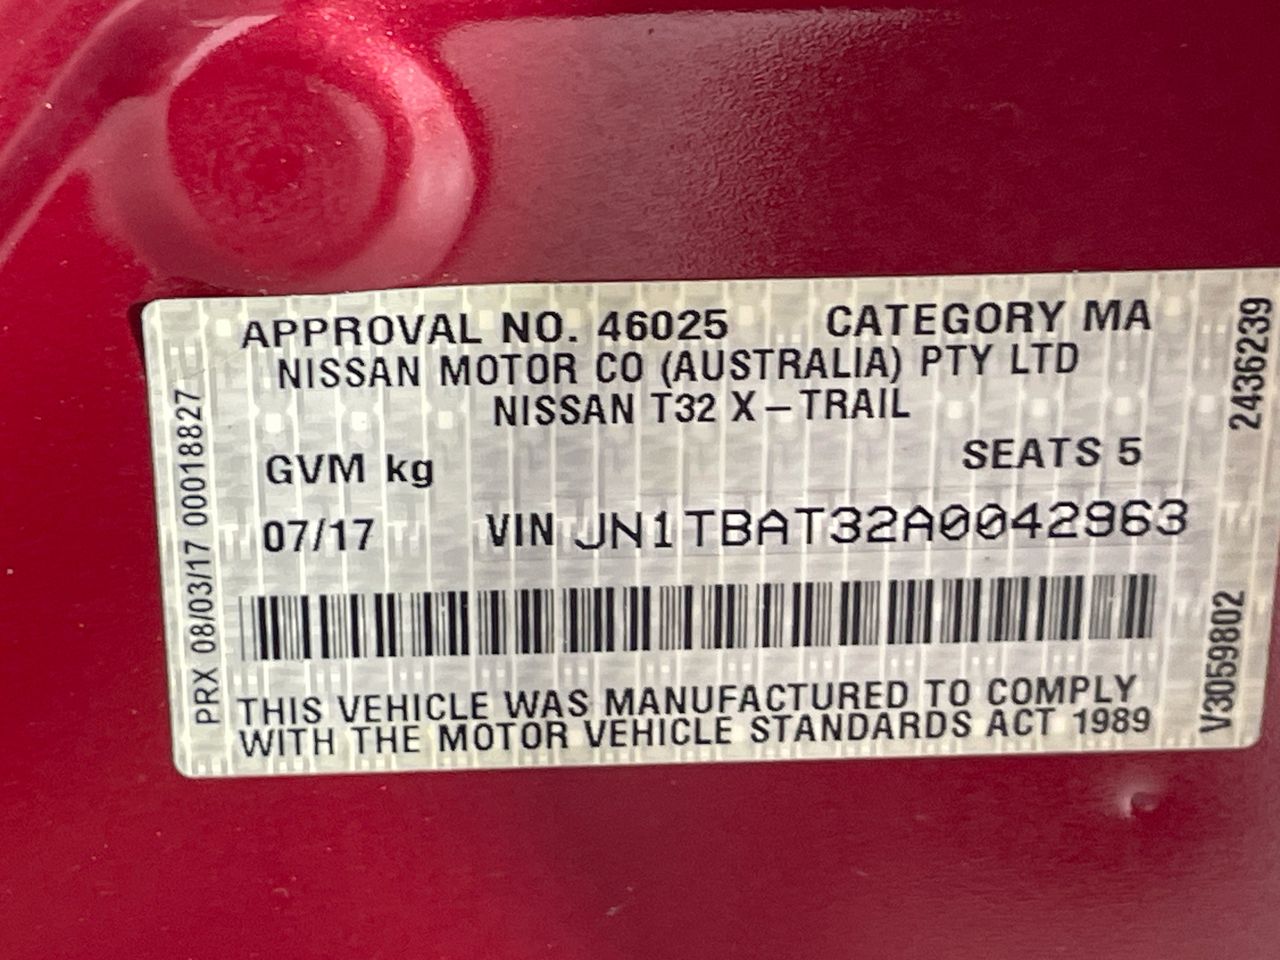 APPROVAL NO. 46025 CATEGORY MA
NISSAN MOTOR CO (AUSTRALIA) PTY LTD
NISSAN T32 X-TRAIL
GVM kg SEATS 5
07/17 VIN JN1TBAT32A0042963
THIS VEHICLE WAS MANUFACTURED TO COMPLY
WITH THE MOTOR VEHICLE STANDARDS ACT 1989
PRX 08/03/17 00018827
2436239
V3059802